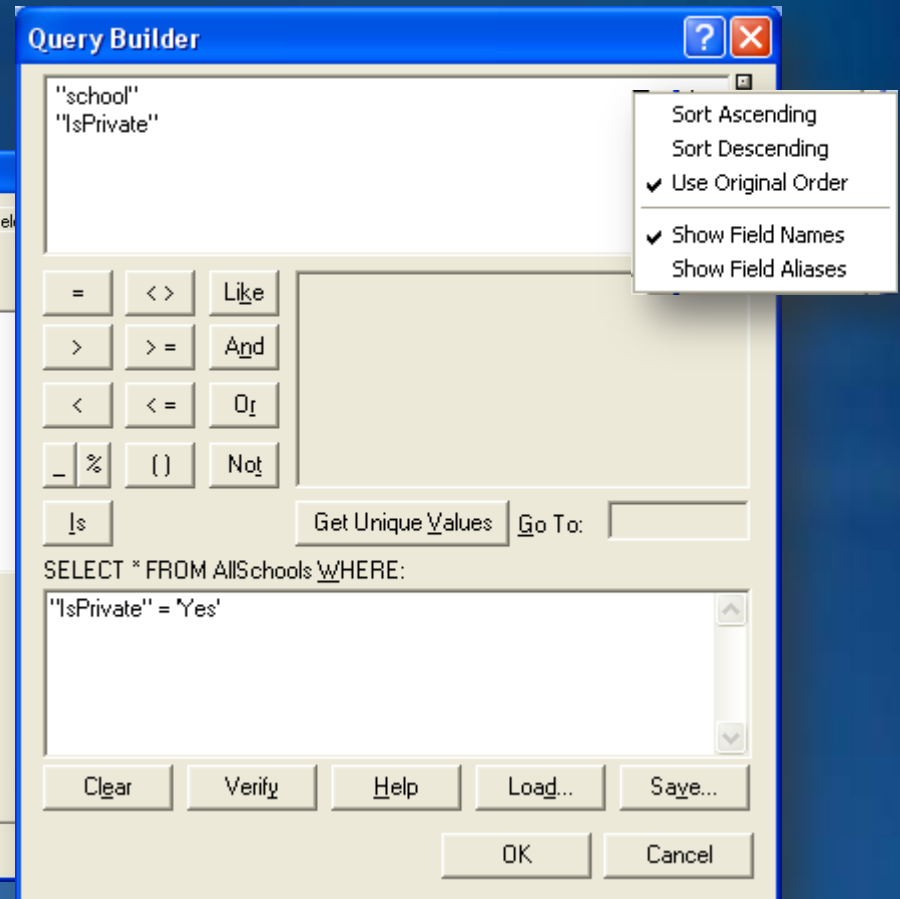 Query Builder
"school"
"IsPrivate"
Sort Ascending
Sort Descending
Use Original Order
Show Field Names
Show Field Aliases
= <> Like
> >= And
< <= Or
_ % () Not
Is Get Unique Values Go To:
SELECT * FROM AllSchools WHERE:
"IsPrivate" = 'Yes'
Clear Verify Help Load... Save...
OK Cancel